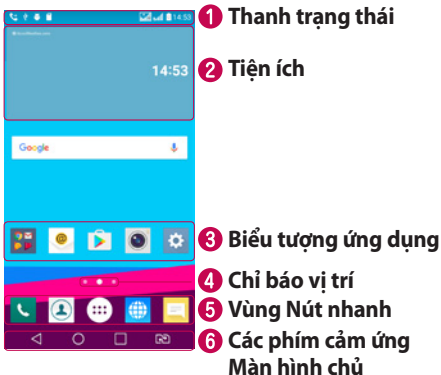 14:53
1 Thanh trạng thái
14:53
2 Tiện ích
Google
3 Biểu tượng ứng dụng
4 Chỉ báo vị trí
5 Vùng Nút nhanh
6 Các phím cảm ứng
Màn hình chủ